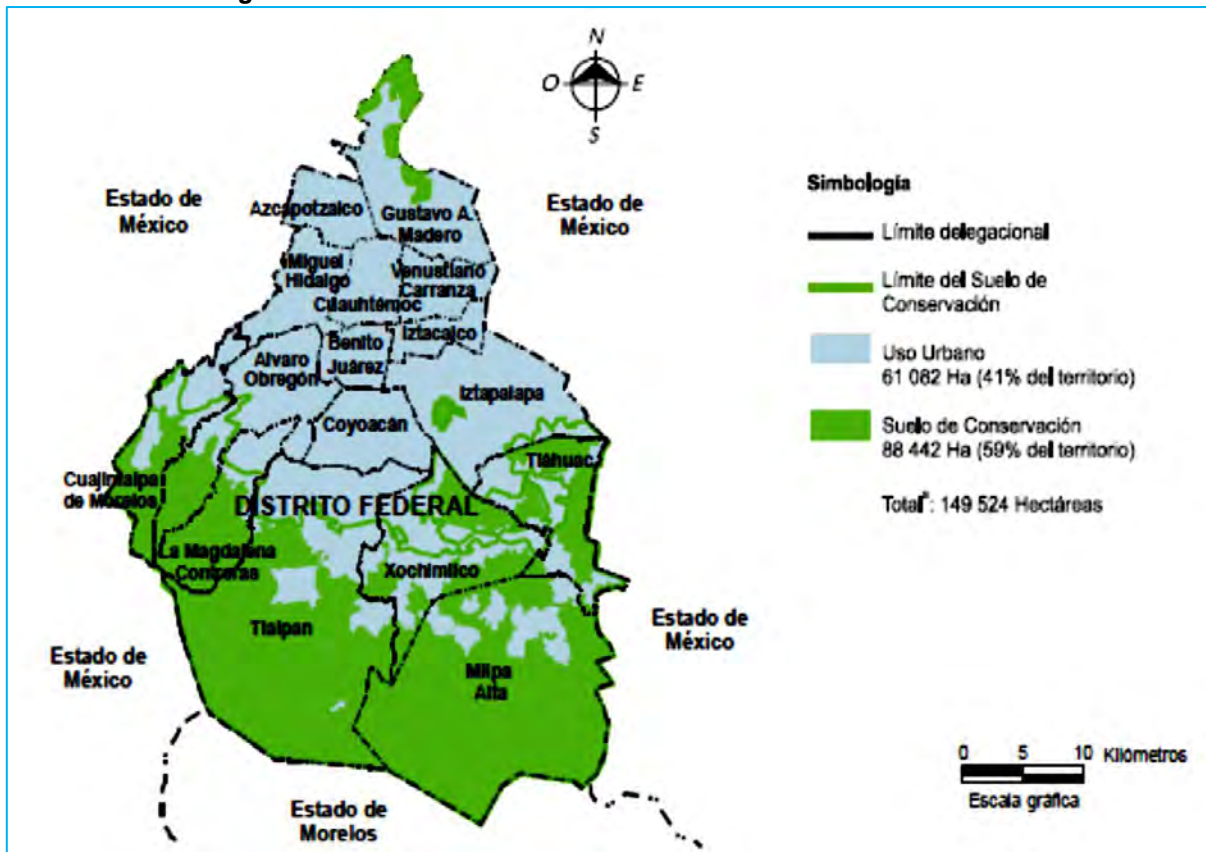 N
O
E
S
Estado de
México
Azcapotzalco
Gustavo A.
Madero
Estado de
México
Miguel
Hidalgo
Venustiano
Carranza
Cuauhtémoc
Iztacalco
Benito
Juárez
Alvaro
Obregón
Iztapalapa
Coyoacán
Tláhuac
Cuajimalpa
de Morelos
DISTRITO FEDERAL
La Magdalena
Contreras
Xochimilco
Tlalpan
Milpa
Alta
Estado de
México
Estado de
México
Estado de
Morelos
Simbología
Límite delegacional
Límite del Suelo de
Conservación
Uso Urbano
61 082 Ha (41% del territorio)
Suelo de Conservación
88 442 Ha (59% del territorio)
Total*: 149 524 Hectáreas
0 5 10 Kilómetros
Escala gráfica